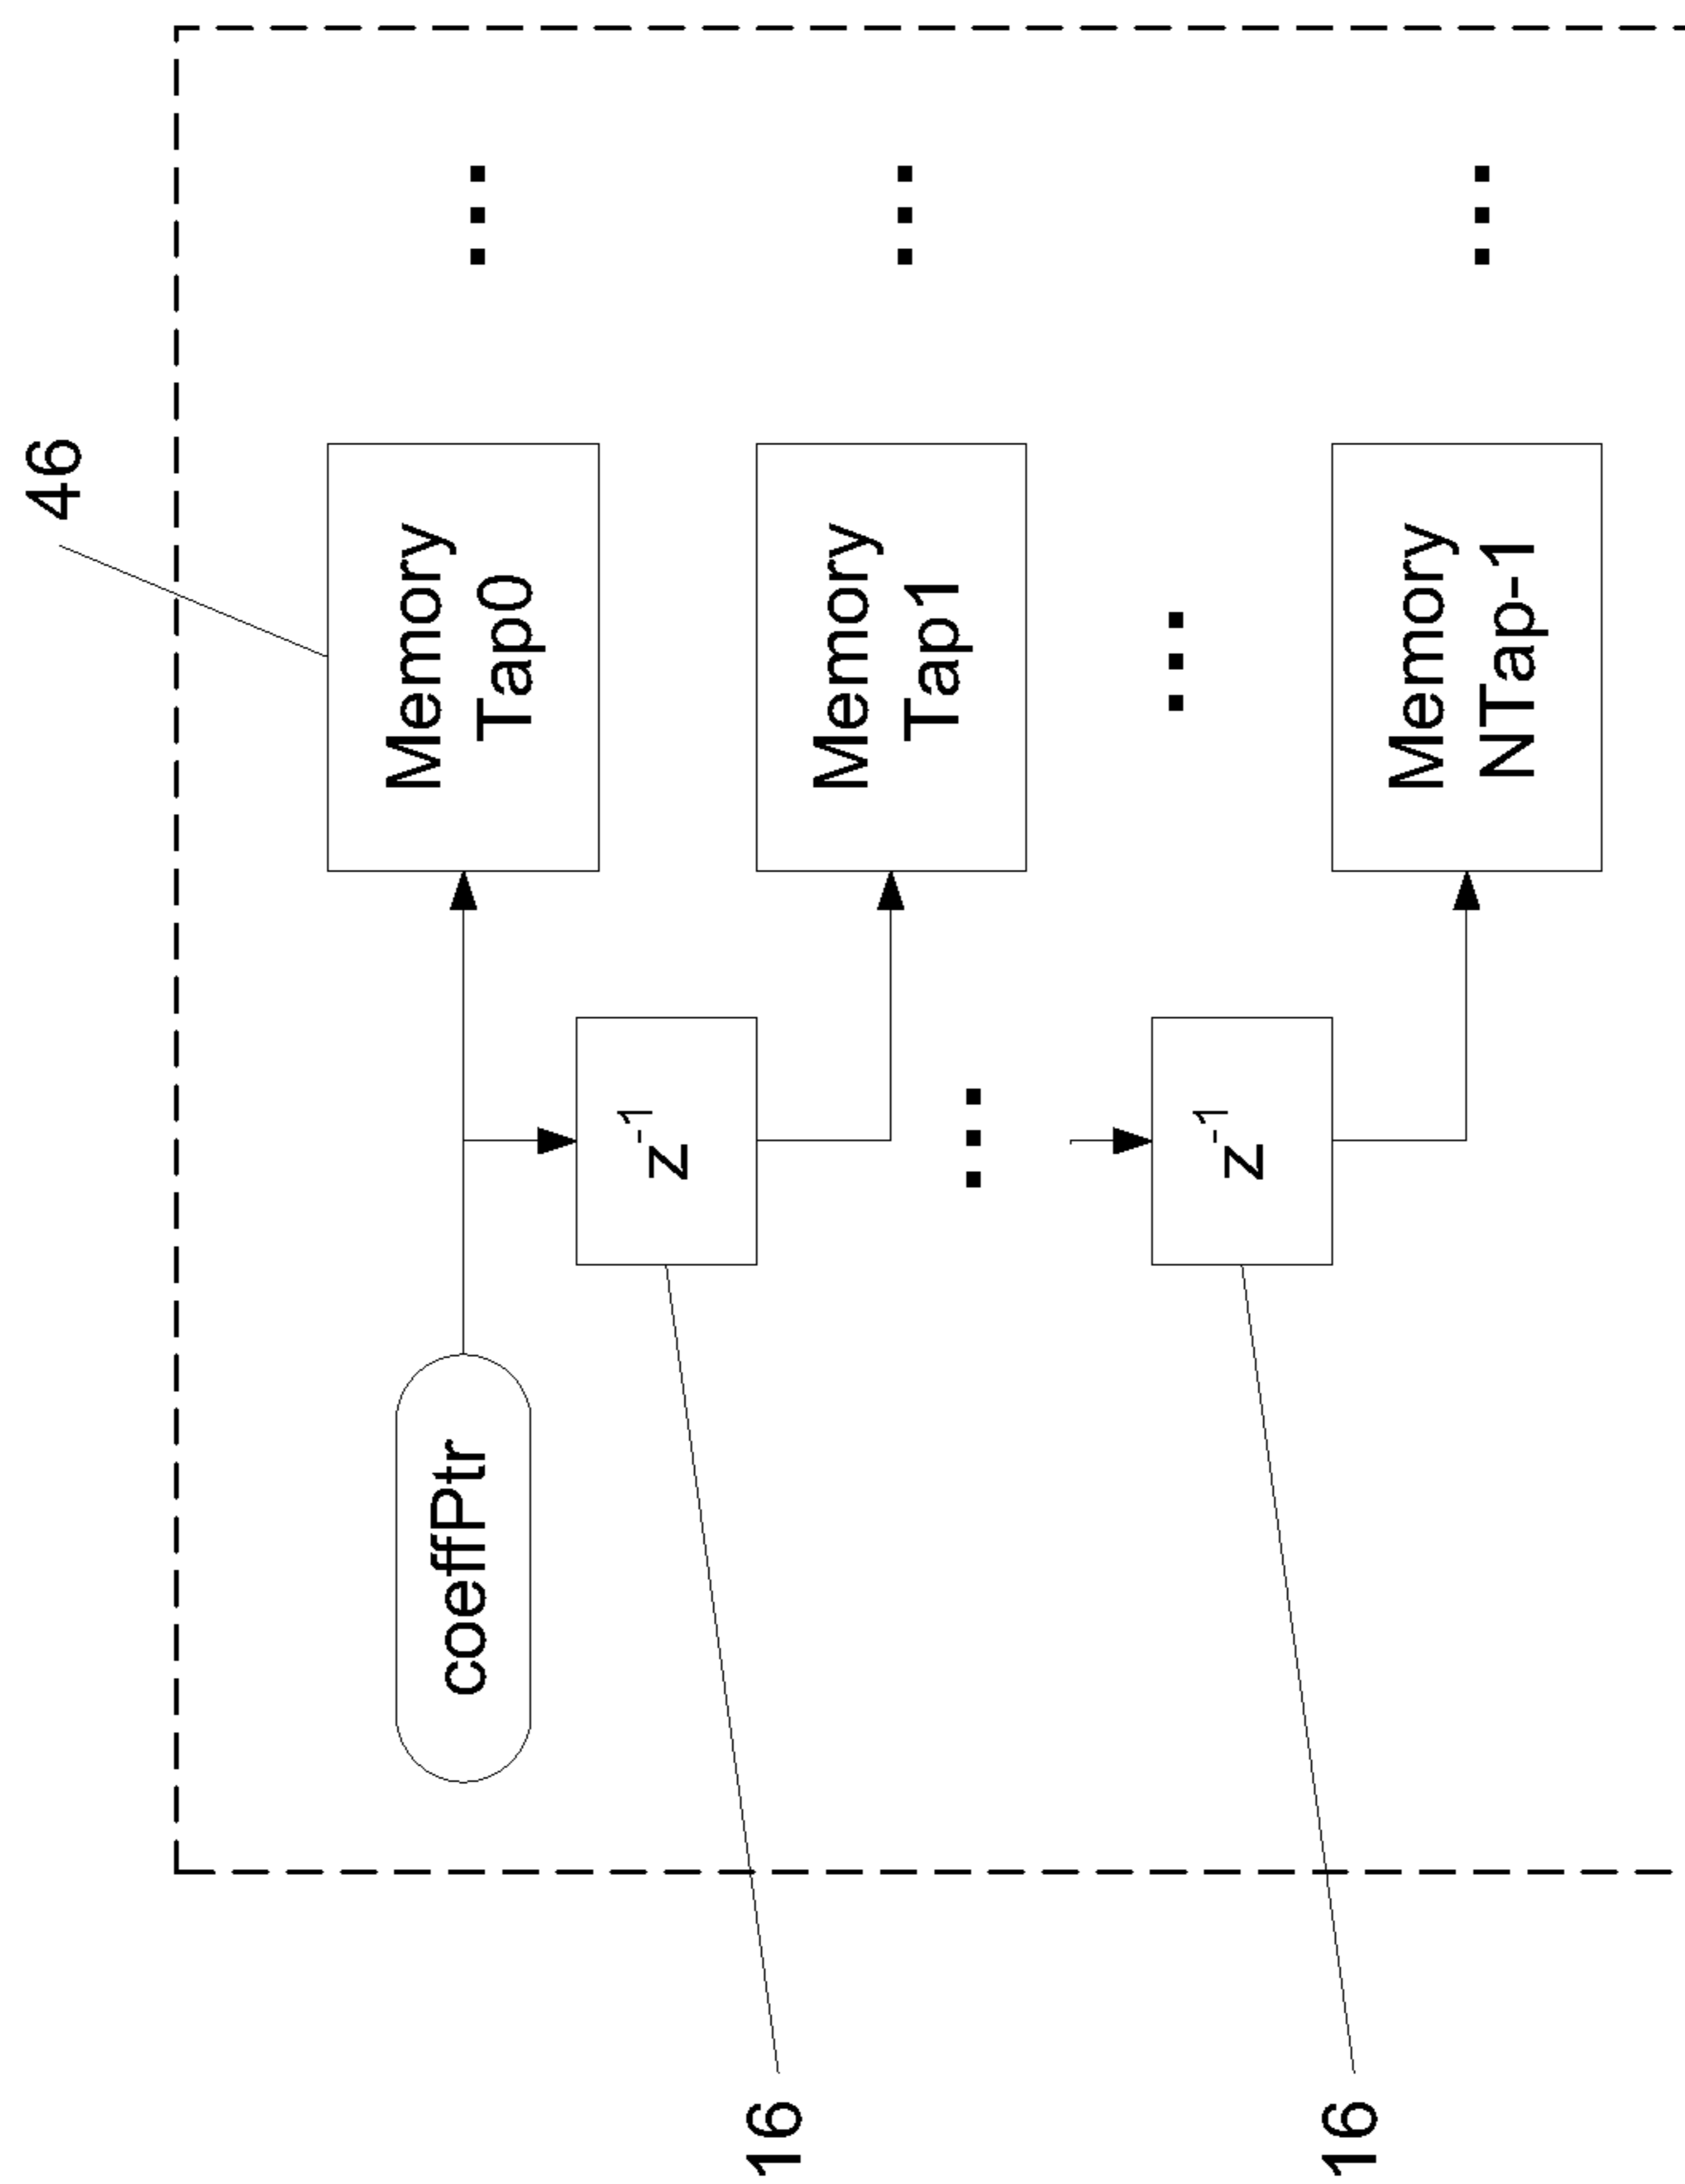 46
coeffPtr
Memory
Tap0
...
z-1
16
Memory
Tap1
...
...
...
z-1
16
Memory
NTap-1
...